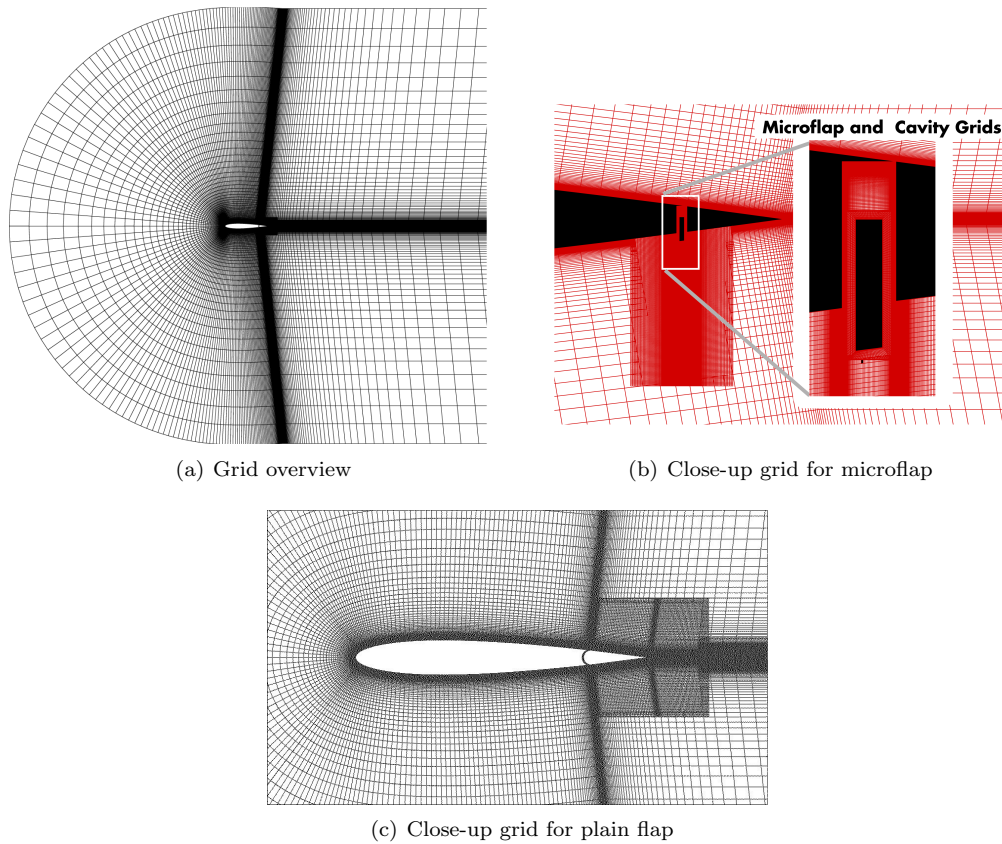 Microflap and Cavity Grids
(a) Grid overview
(b) Close-up grid for microflap
(c) Close-up grid for plain flap